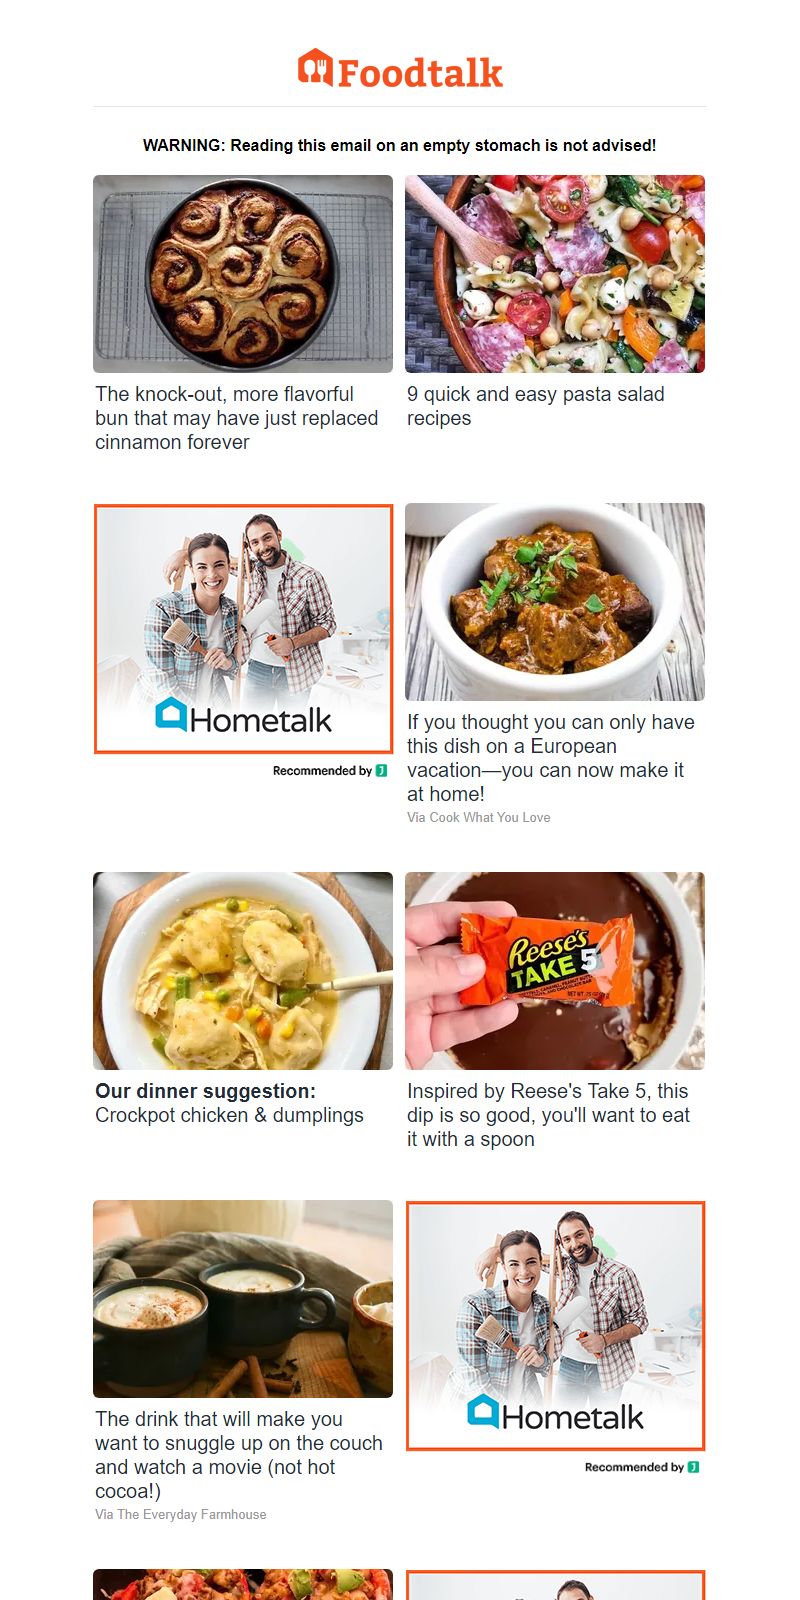 Foodtalk
WARNING: Reading this email on an empty stomach is not advised!
The knock-out, more flavorful
bun that may have just replaced
cinnamon forever
9 quick and easy pasta salad
recipes
Hometalk
Recommended by
If you thought you can only have
this dish on a European
vacation—you can now make it
at home!
Via Cook What You Love
Reese's
TAKE 5
Our dinner suggestion:
Crockpot chicken & dumplings
Inspired by Reese's Take 5, this
dip is so good, you'll want to eat
it with a spoon
The drink that will make you
want to snuggle up on the couch
and watch a movie (not hot
cocoa!)
Via The Everyday Farmhouse
Hometalk
Recommended by